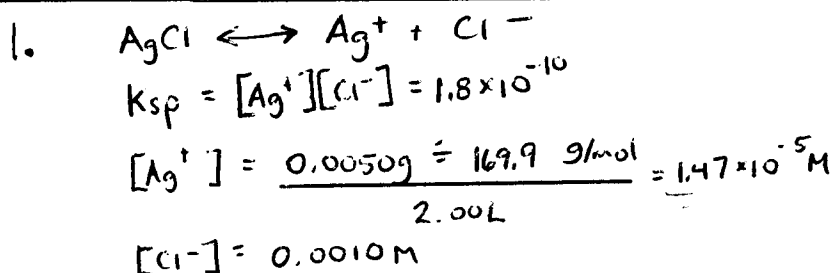 1. AgCl ⟷ Ag⁺ + Cl⁻
Ksp = [Ag⁺][Cl⁻] = 1.8×10⁻¹⁰
[Ag⁺] = 0.0050g ÷ 169.9 g/mol = 1.47×10⁻⁵M
2.00L
[Cl⁻] = 0.0010M